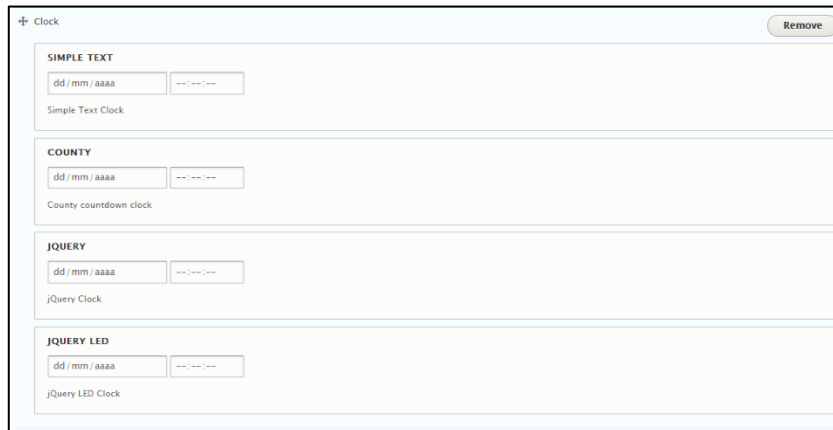 Clock
Remove
SIMPLE TEXT
dd/mm/aaaa --:--:--
Simple Text Clock
COUNTY
dd/mm/aaaa --:--:--
County countdown clock
JQUERY
dd/mm/aaaa --:--:--
jQuery Clock
JQUERY LED
dd/mm/aaaa --:--:--
jQuery LED Clock